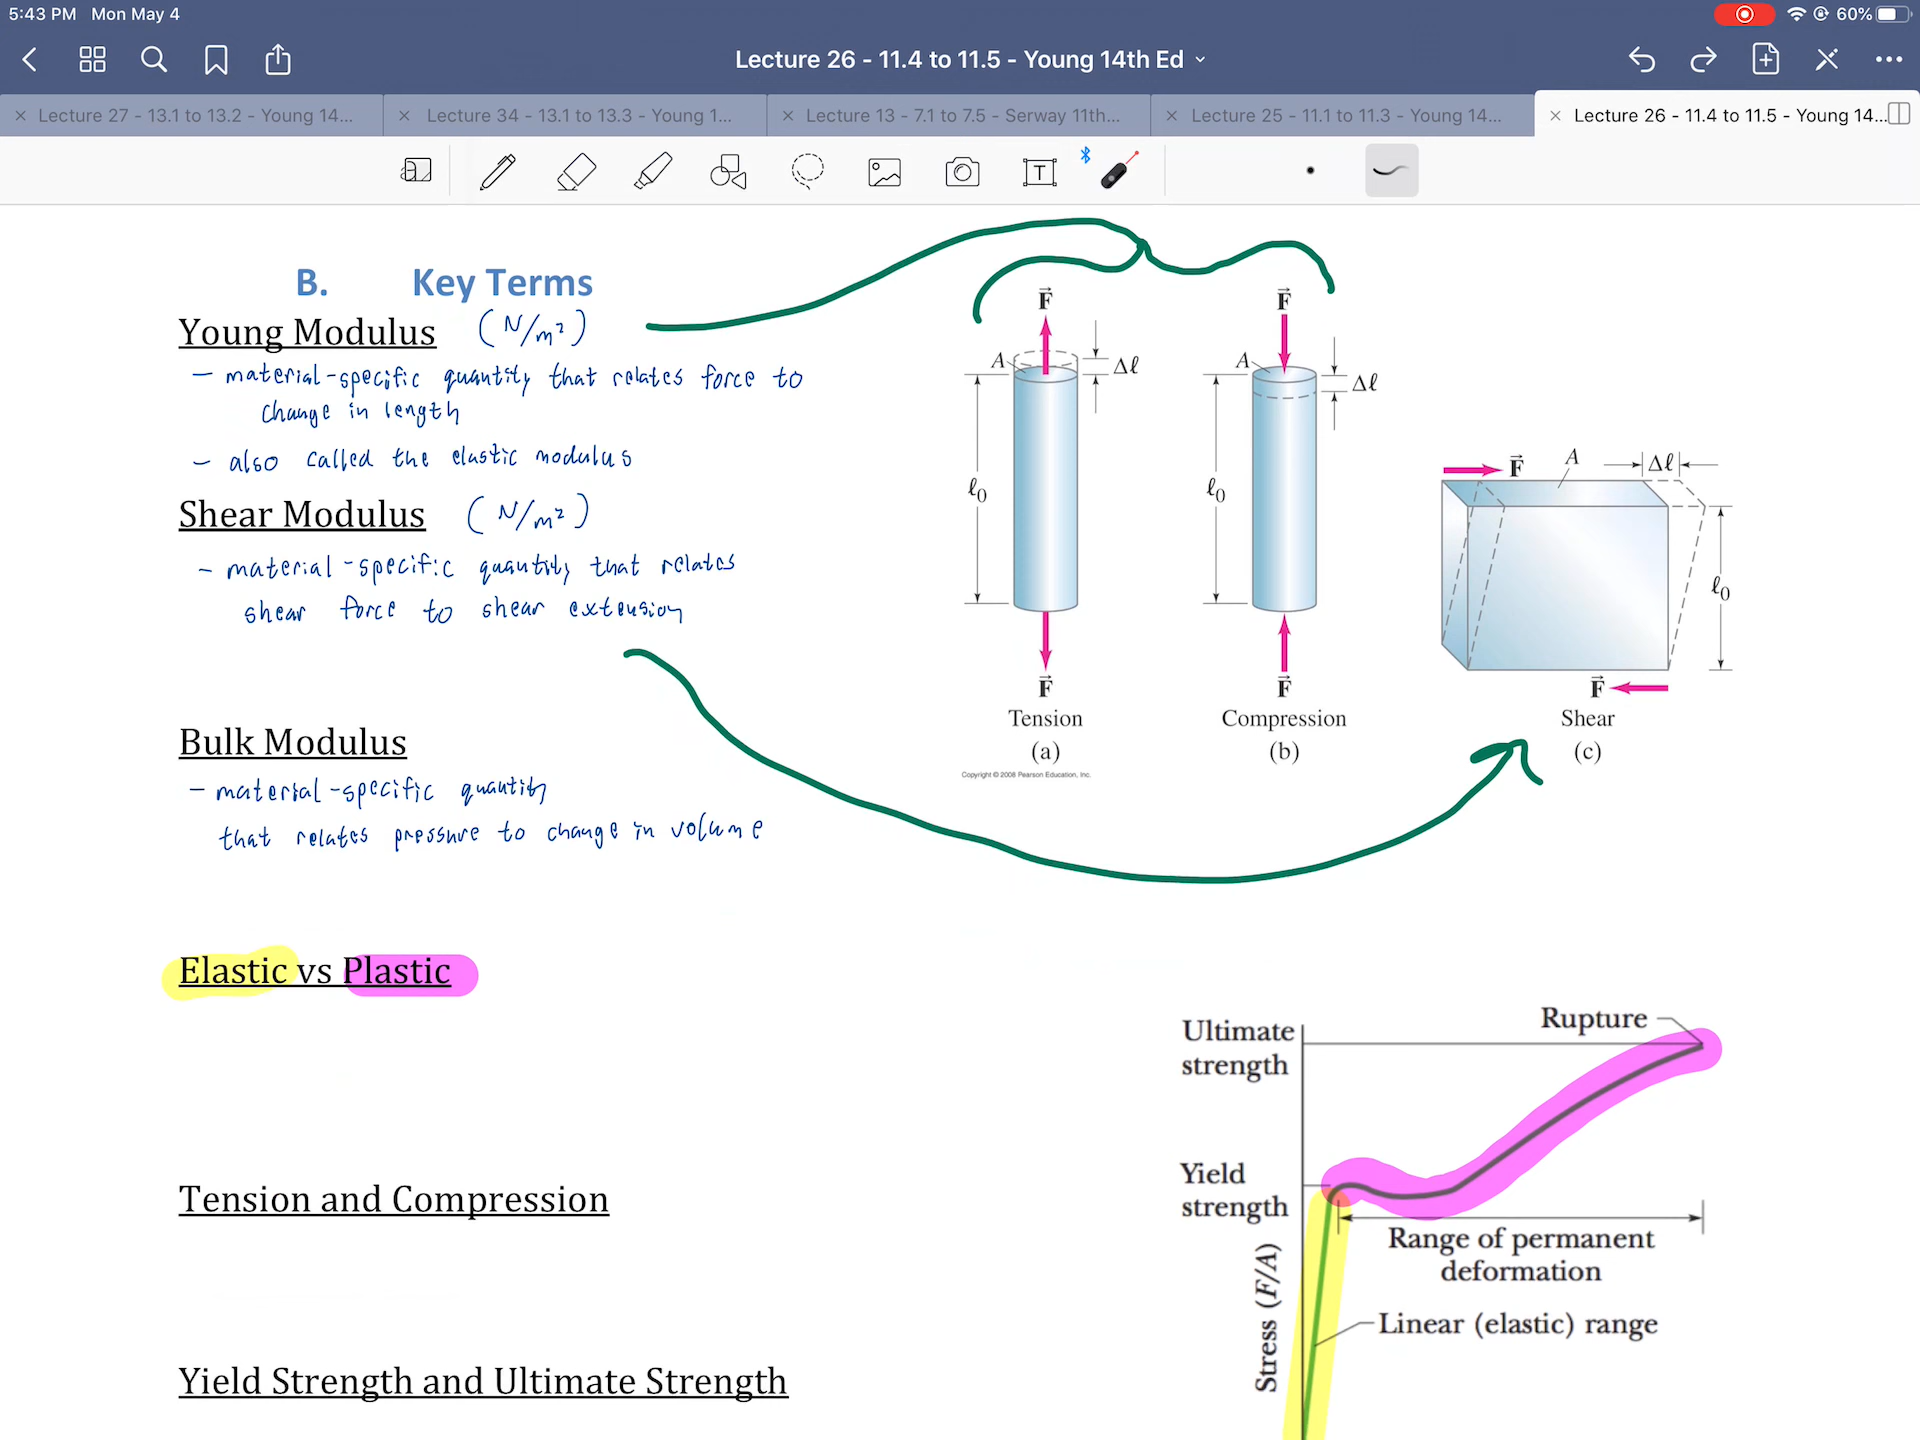 5:43 PM Mon May 4
60%
Lecture 26 - 11.4 to 11.5 - Young 14th Ed
Lecture 27 - 13.1 to 13.2 - Young 14...
Lecture 34 - 13.1 to 13.3 - Young 1...
Lecture 13 - 7.1 to 7.5 - Serway 11th...
Lecture 25 - 11.1 to 11.3 - Young 14...
Lecture 26 - 11.4 to 11.5 - Young 14...
T
B. Key Terms
Young Modulus (N/m²)
- material-specific quantity that relates force to
change in length
- also called the elastic modulus
Shear Modulus (N/m²)
- material-specific quantity that relates
shear force to shear extension
Bulk Modulus
- material-specific quantity
that relates pressure to change in volume
F
A
Δℓ
ℓ0
F
Tension
(a)
Copyright © 2008 Pearson Education, Inc.
F
A
Δℓ
ℓ0
F
Compression
(b)
F
A
Δℓ
ℓ0
F
Shear
(c)
Elastic vs Plastic
Tension and Compression
Yield Strength and Ultimate Strength
Ultimate
strength
Rupture
Yield
strength
Range of permanent
deformation
Linear (elastic) range
Stress (F/A)